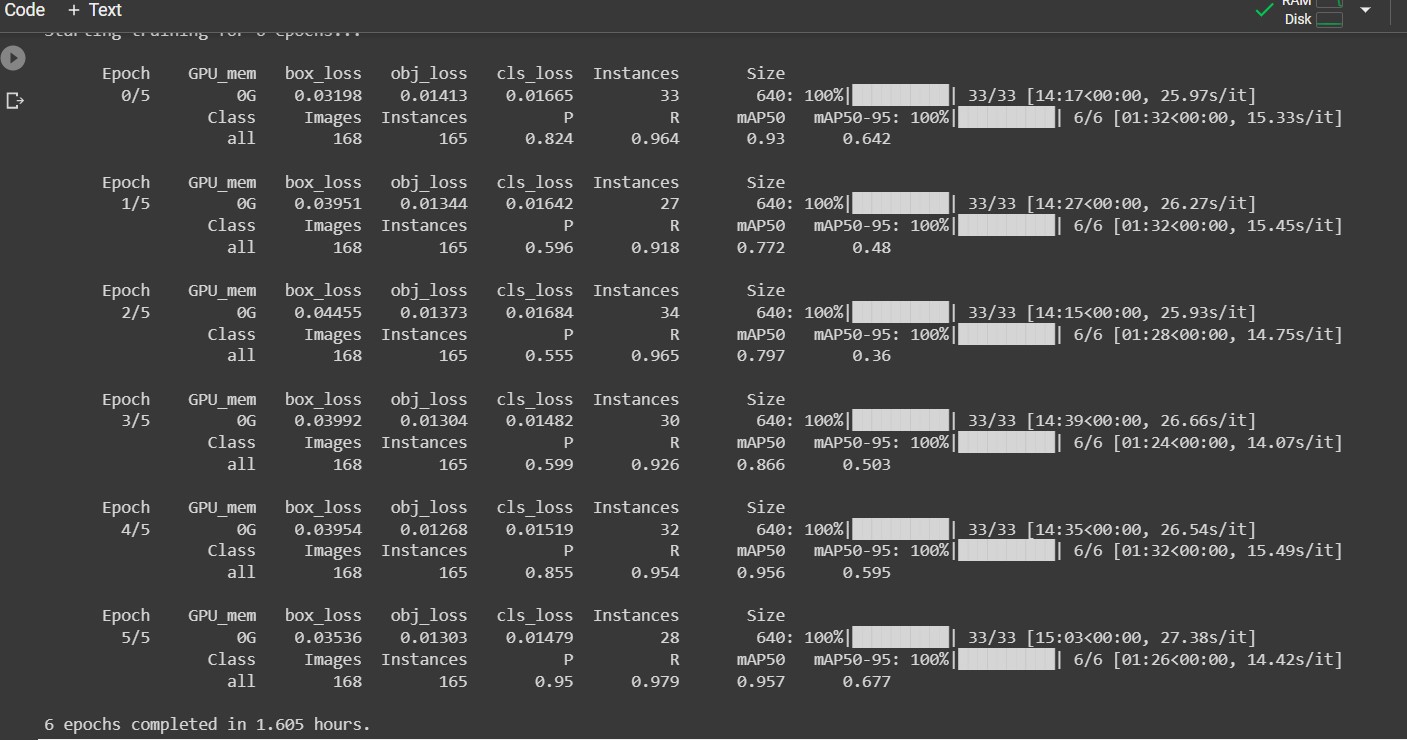 Code + Text
RAM
Disk
Starting training for 6 epochs...
Epoch GPU_mem box_loss obj_loss cls_loss Instances Size
0/5 0G 0.03198 0.01413 0.01665 33 640: 100%|██████████| 33/33 [14:17<00:00, 25.97s/it]
Class Images Instances P R mAP50 mAP50-95: 100%|██████████| 6/6 [01:32<00:00, 15.33s/it]
all 168 165 0.824 0.964 0.93 0.642
Epoch GPU_mem box_loss obj_loss cls_loss Instances Size
1/5 0G 0.03951 0.01344 0.01642 27 640: 100%|██████████| 33/33 [14:27<00:00, 26.27s/it]
Class Images Instances P R mAP50 mAP50-95: 100%|██████████| 6/6 [01:32<00:00, 15.45s/it]
all 168 165 0.596 0.918 0.772 0.48
Epoch GPU_mem box_loss obj_loss cls_loss Instances Size
2/5 0G 0.04455 0.01373 0.01684 34 640: 100%|██████████| 33/33 [14:15<00:00, 25.93s/it]
Class Images Instances P R mAP50 mAP50-95: 100%|██████████| 6/6 [01:28<00:00, 14.75s/it]
all 168 165 0.555 0.965 0.797 0.36
Epoch GPU_mem box_loss obj_loss cls_loss Instances Size
3/5 0G 0.03992 0.01304 0.01482 30 640: 100%|██████████| 33/33 [14:39<00:00, 26.66s/it]
Class Images Instances P R mAP50 mAP50-95: 100%|██████████| 6/6 [01:24<00:00, 14.07s/it]
all 168 165 0.599 0.926 0.866 0.503
Epoch GPU_mem box_loss obj_loss cls_loss Instances Size
4/5 0G 0.03954 0.01268 0.01519 32 640: 100%|██████████| 33/33 [14:35<00:00, 26.54s/it]
Class Images Instances P R mAP50 mAP50-95: 100%|██████████| 6/6 [01:32<00:00, 15.49s/it]
all 168 165 0.855 0.954 0.956 0.595
Epoch GPU_mem box_loss obj_loss cls_loss Instances Size
5/5 0G 0.03536 0.01303 0.01479 28 640: 100%|██████████| 33/33 [15:03<00:00, 27.38s/it]
Class Images Instances P R mAP50 mAP50-95: 100%|██████████| 6/6 [01:26<00:00, 14.42s/it]
all 168 165 0.95 0.979 0.957 0.677
6 epochs completed in 1.605 hours.